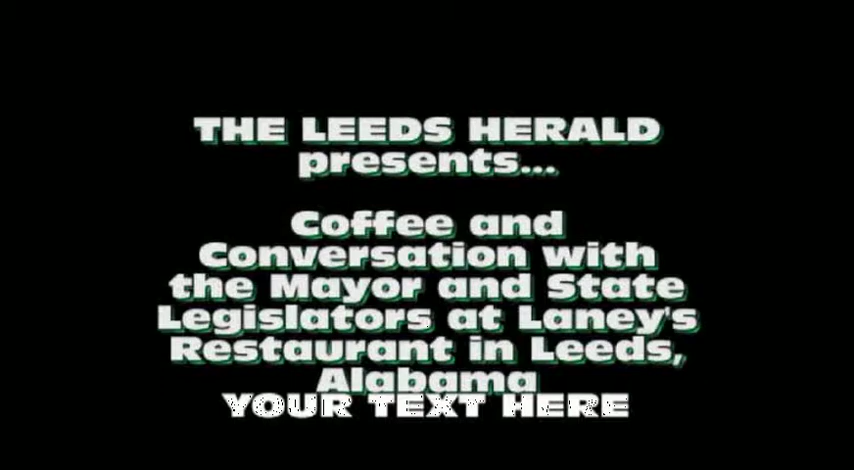 THE LEEDS HERALD
presents...
Coffee and
Conversation with
the Mayor and State
Legislators at Laney's
Restaurant in Leeds,
Alabama
YOUR TEXT HERE